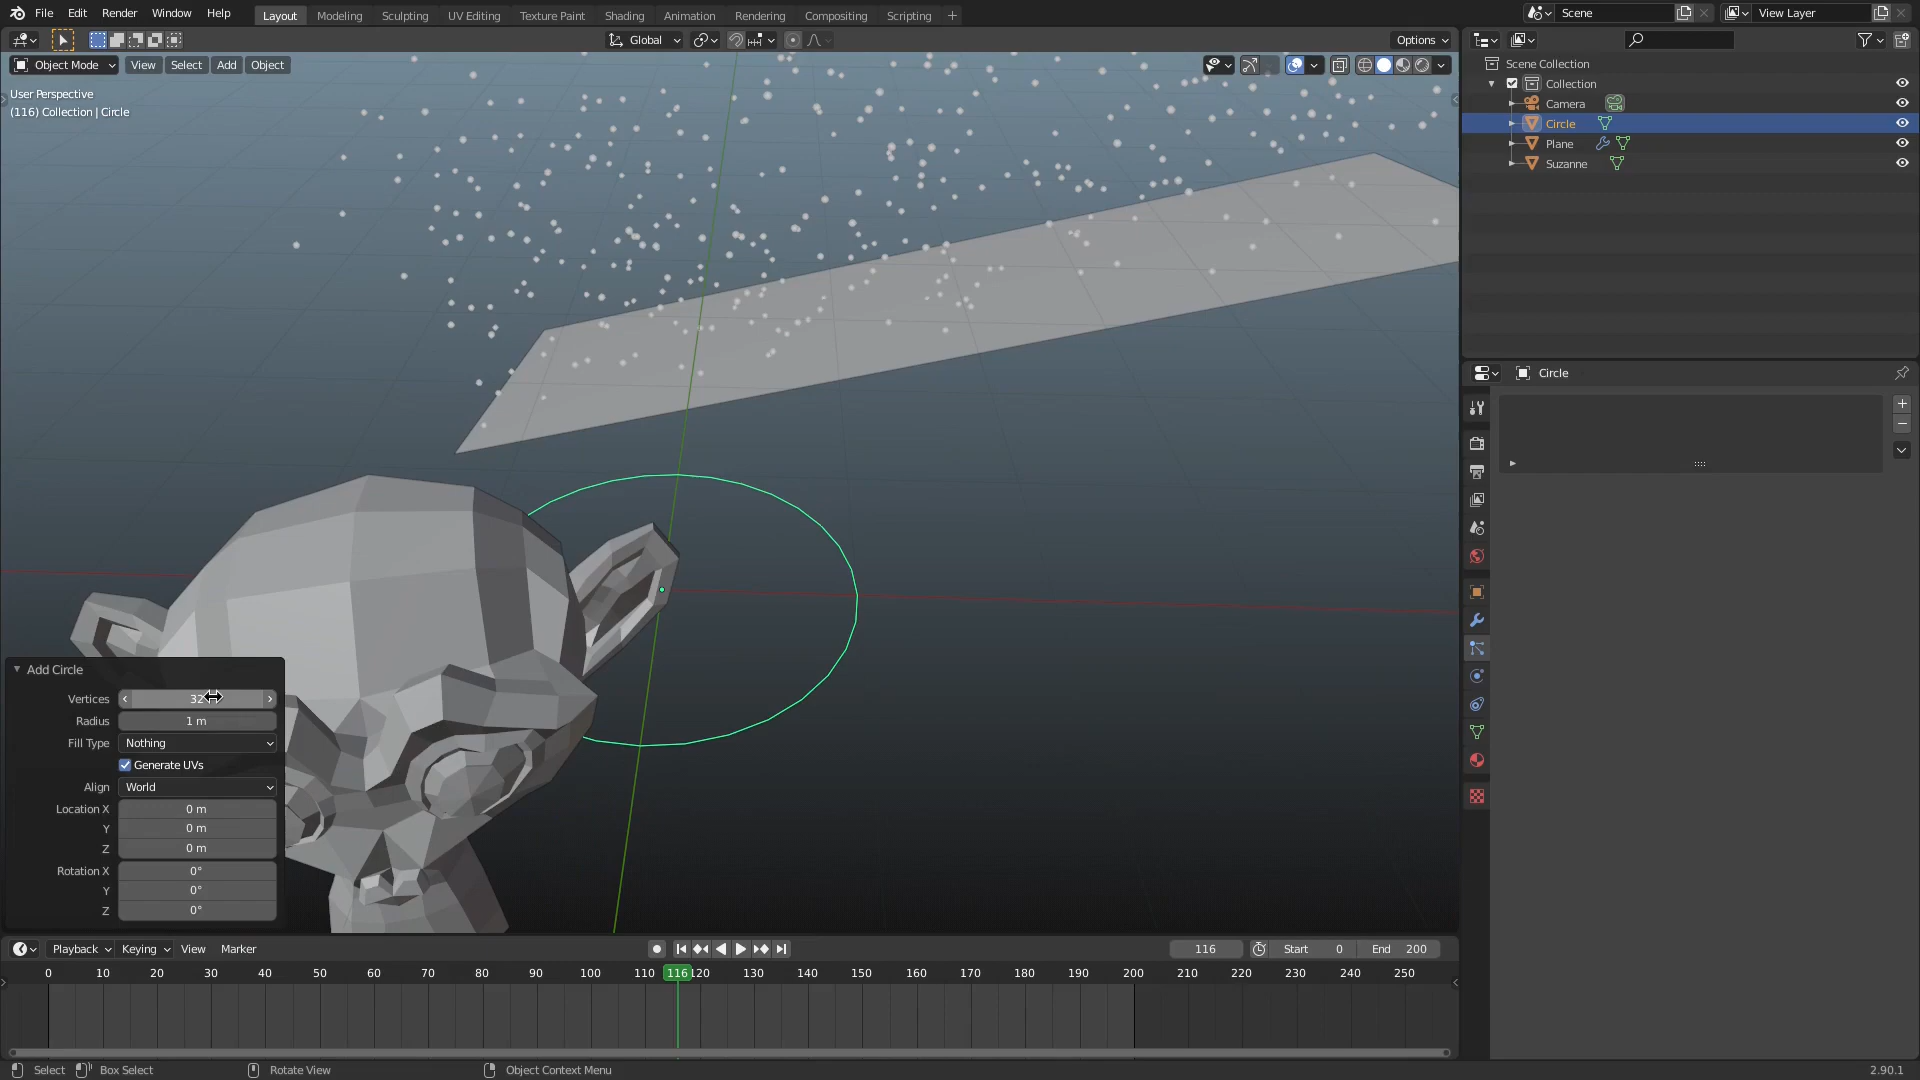 File Edit Render Window Help Layout Modeling Sculpting UV Editing Texture Paint Shading Animation Rendering Compositing Scripting + Scene View Layer
Global Options
Object Mode View Select Add Object
User Perspective
(116) Collection | Circle
Scene Collection
Collection
Camera
Circle
Plane
Suzanne
Circle
Add Circle
Vertices 32
Radius 1 m
Fill Type Nothing
Generate UVs
Align World
Location X 0 m
Y 0 m
Z 0 m
Rotation X 0°
Y 0°
Z 0°
Playback Keying View Marker 116 Start 0 End 200
0 10 20 30 40 50 60 70 80 90 100 110 116 120 130 140 150 160 170 180 190 200 210 220 230 240 250
Select Box Select Rotate View Object Context Menu 2.90.1